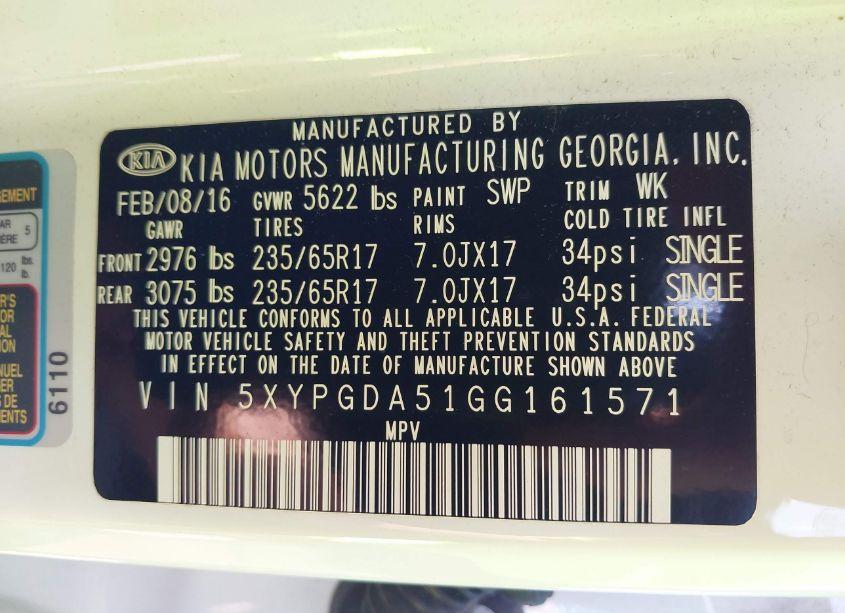 MANUFACTURED BY
KIA KIA MOTORS MANUFACTURING GEORGIA, INC.
FEB/08/16 GVWR 5622 lbs PAINT SWP TRIM WK
GAWR TIRES RIMS COLD TIRE INFL
FRONT 2976 lbs 235/65R17 7.0JX17 34psi SINGLE
REAR 3075 lbs 235/65R17 7.0JX17 34psi SINGLE
THIS VEHICLE CONFORMS TO ALL APPLICABLE U.S.A. FEDERAL
MOTOR VEHICLE SAFETY AND THEFT PREVENTION STANDARDS
IN EFFECT ON THE DATE OF MANUFACTURE SHOWN ABOVE
VIN 5XYPGDA51GG161571
MPV
5
120 lbs.
6110